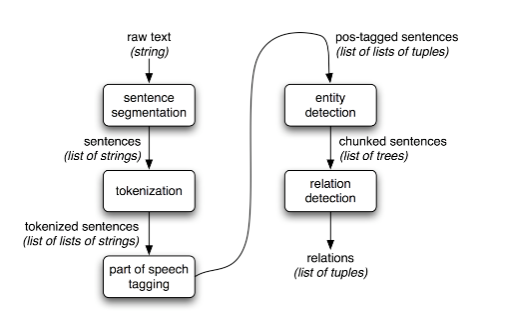 raw text
(string)
sentence
segmentation
sentences
(list of strings)
tokenization
tokenized sentences
(list of lists of strings)
part of speech
tagging
pos-tagged sentences
(list of lists of tuples)
entity
detection
chunked sentences
(list of trees)
relation
detection
relations
(list of tuples)